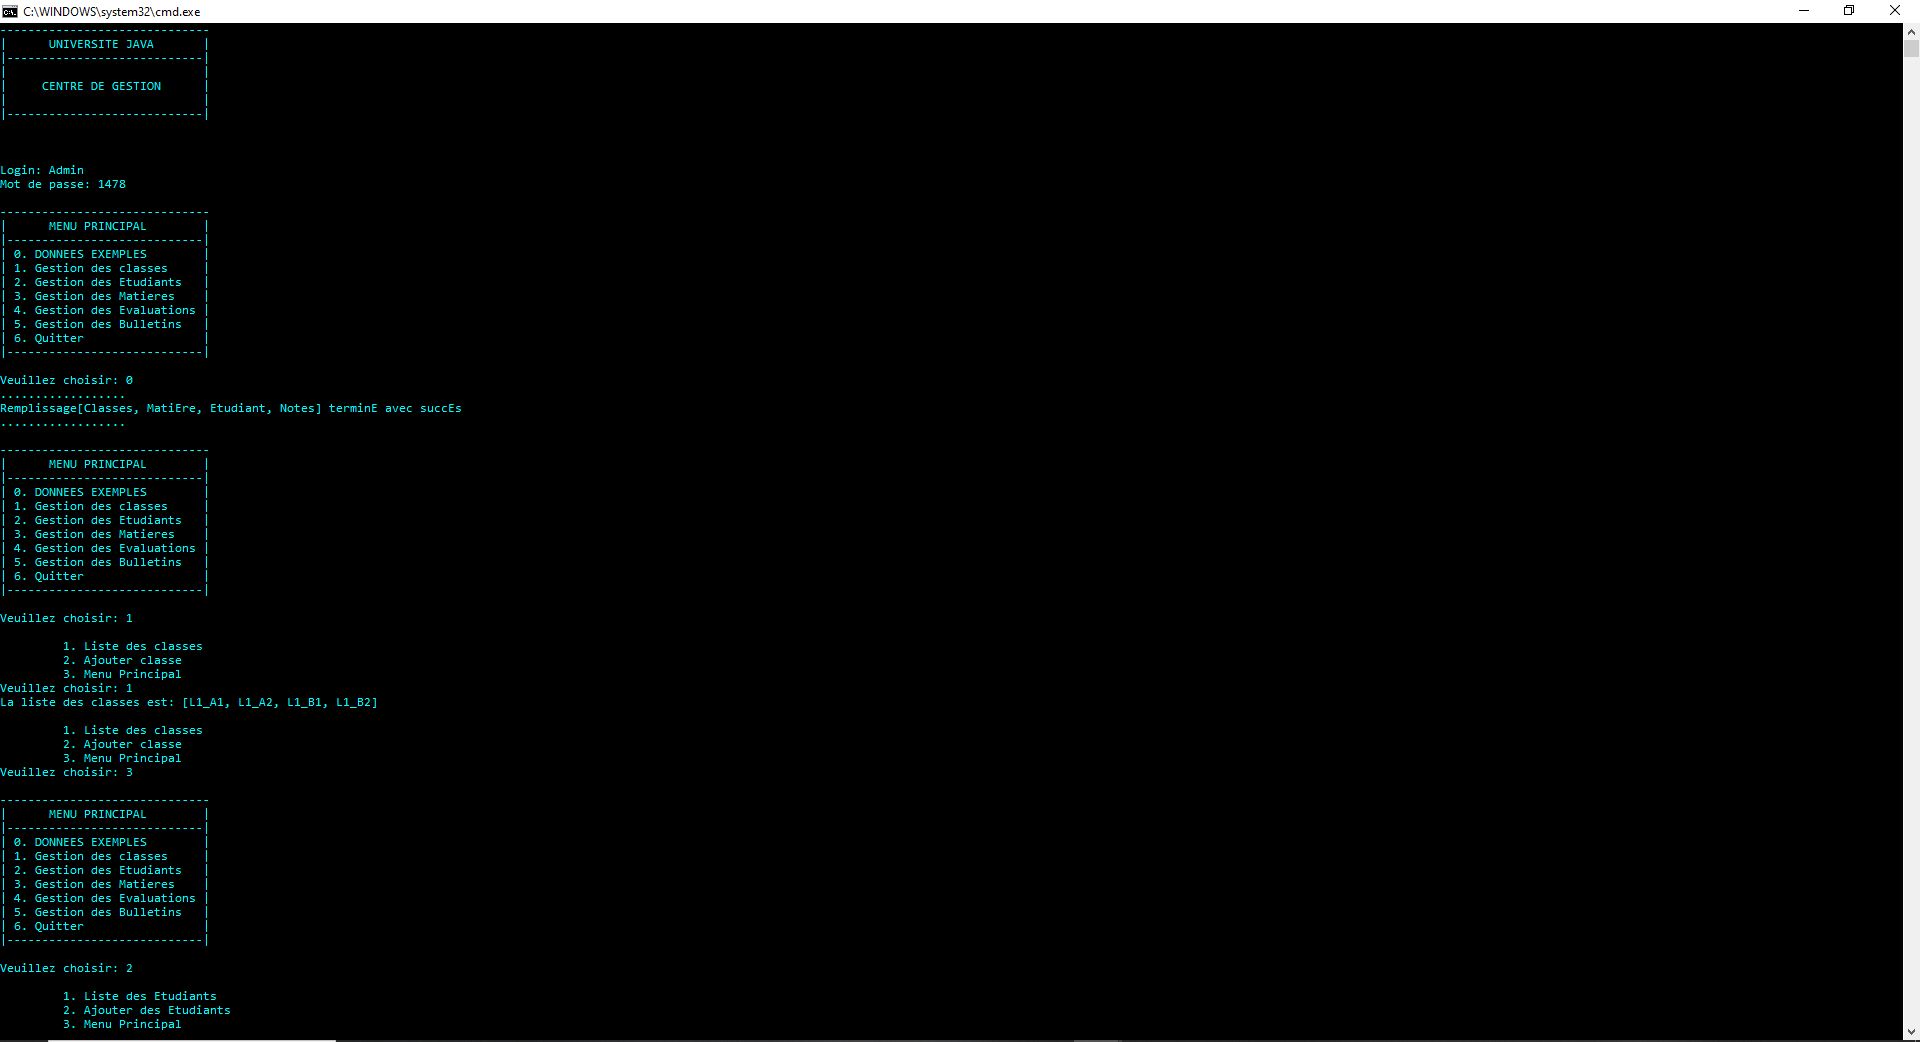 C:\WINDOWS\system32\cmd.exe
------------------------------
|      UNIVERSITE JAVA       |
|----------------------------|
|                            |
|     CENTRE DE GESTION      |
|                            |
|----------------------------|
Login: Admin
Mot de passe: 1478
------------------------------
|      MENU PRINCIPAL        |
|----------------------------|
| 0. DONNEES EXEMPLES        |
| 1. Gestion des classes     |
| 2. Gestion des Etudiants   |
| 3. Gestion des Matieres    |
| 4. Gestion des Evaluations |
| 5. Gestion des Bulletins   |
| 6. Quitter                 |
|----------------------------|
Veuillez choisir: 0
..................
Remplissage[Classes, MatiEre, Etudiant, Notes] terminE avec succEs
..................
------------------------------
|      MENU PRINCIPAL        |
|----------------------------|
| 0. DONNEES EXEMPLES        |
| 1. Gestion des classes     |
| 2. Gestion des Etudiants   |
| 3. Gestion des Matieres    |
| 4. Gestion des Evaluations |
| 5. Gestion des Bulletins   |
| 6. Quitter                 |
|----------------------------|
Veuillez choisir: 1
1. Liste des classes
2. Ajouter classe
3. Menu Principal
Veuillez choisir: 1
La liste des classes est: [L1_A1, L1_A2, L1_B1, L1_B2]
1. Liste des classes
2. Ajouter classe
3. Menu Principal
Veuillez choisir: 3
------------------------------
|      MENU PRINCIPAL        |
|----------------------------|
| 0. DONNEES EXEMPLES        |
| 1. Gestion des classes     |
| 2. Gestion des Etudiants   |
| 3. Gestion des Matieres    |
| 4. Gestion des Evaluations |
| 5. Gestion des Bulletins   |
| 6. Quitter                 |
|----------------------------|
Veuillez choisir: 2
1. Liste des Etudiants
2. Ajouter des Etudiants
3. Menu Principal